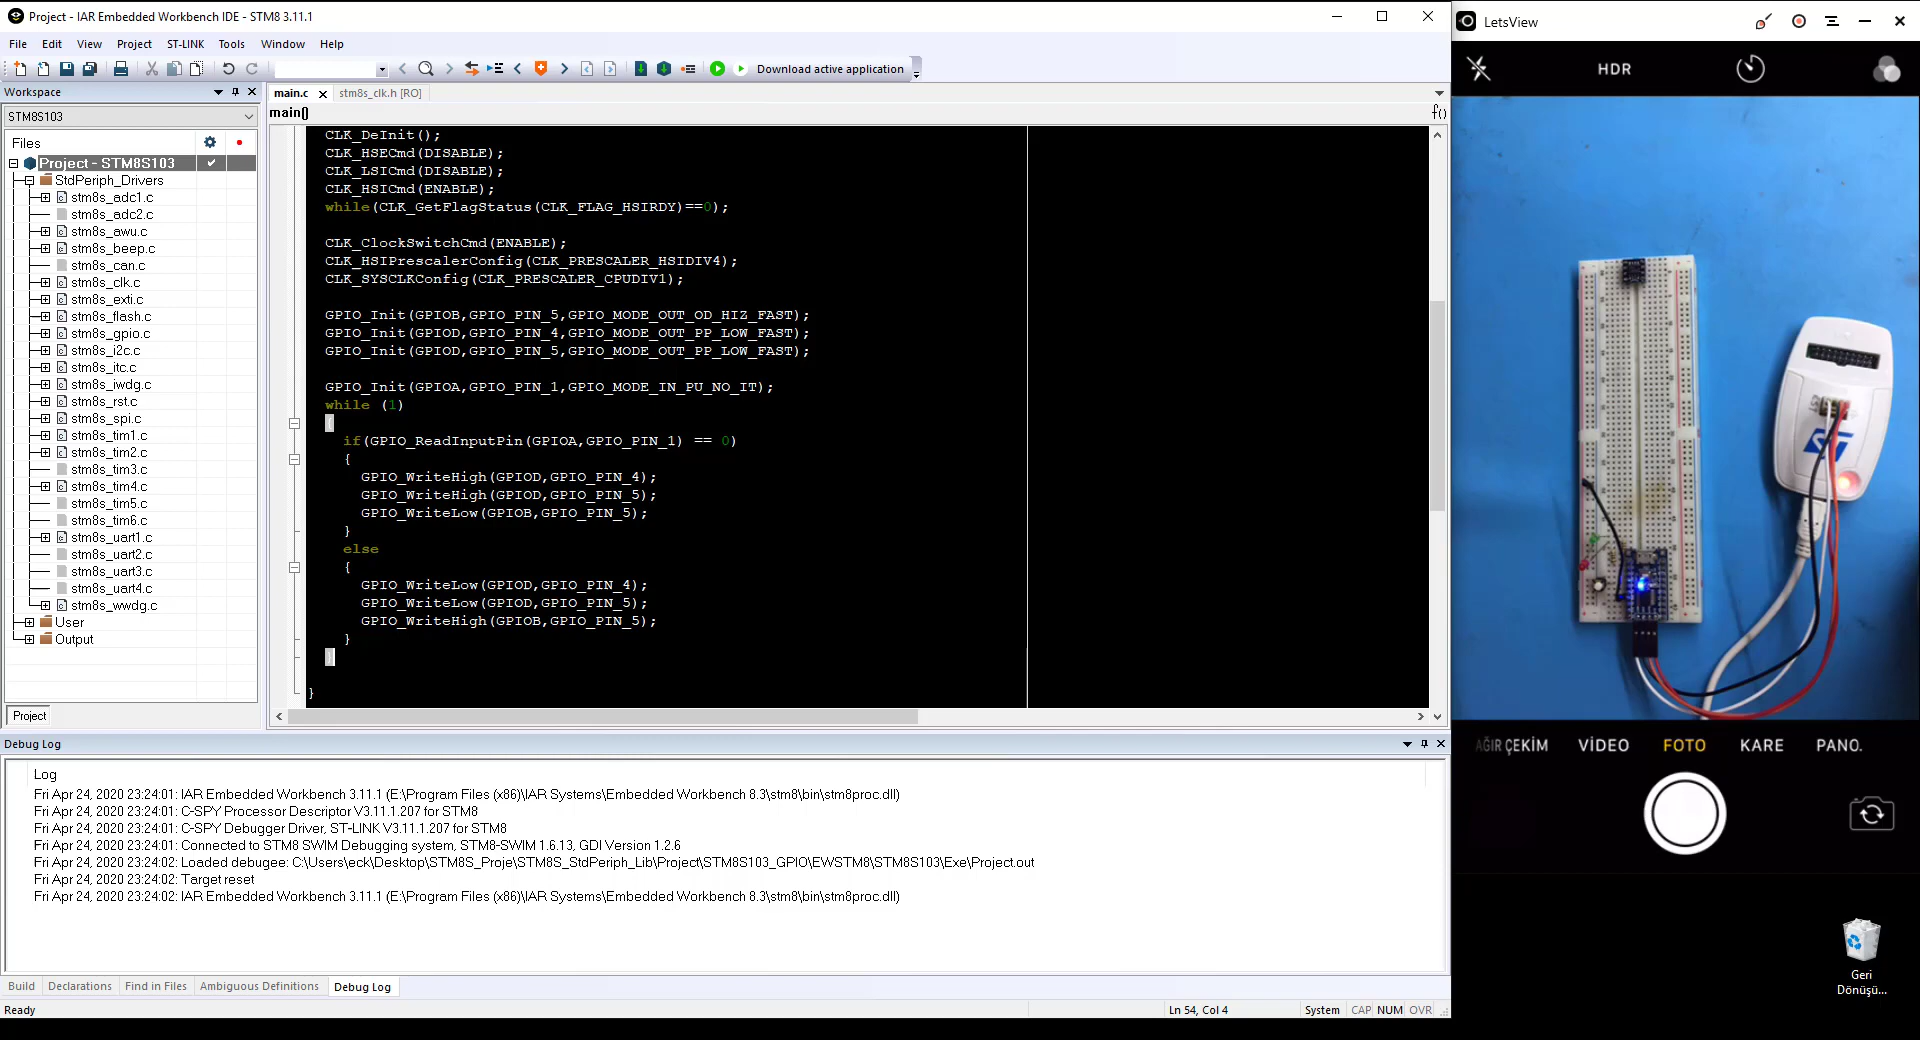 Project - IAR Embedded Workbench IDE - STM8 3.11.1
File Edit View Project ST-LINK Tools Window Help
Download active application
Workspace
STM8S103
Files
Project - STM8S103
StdPeriph_Drivers
stm8s_adc1.c
stm8s_adc2.c
stm8s_awu.c
stm8s_beep.c
stm8s_can.c
stm8s_clk.c
stm8s_exti.c
stm8s_flash.c
stm8s_gpio.c
stm8s_i2c.c
stm8s_itc.c
stm8s_iwdg.c
stm8s_rst.c
stm8s_spi.c
stm8s_tim1.c
stm8s_tim2.c
stm8s_tim3.c
stm8s_tim4.c
stm8s_tim5.c
stm8s_tim6.c
stm8s_uart1.c
stm8s_uart2.c
stm8s_uart3.c
stm8s_uart4.c
stm8s_wwdg.c
User
Output
Project
main.c stm8s_clk.h [RO]
main()
f()
CLK_DeInit();
CLK_HSECmd(DISABLE);
CLK_LSICmd(DISABLE);
CLK_HSICmd(ENABLE);
while(CLK_GetFlagStatus(CLK_FLAG_HSIRDY)==0);
CLK_ClockSwitchCmd(ENABLE);
CLK_HSIPrescalerConfig(CLK_PRESCALER_HSIDIV4);
CLK_SYSCLKConfig(CLK_PRESCALER_CPUDIV1);
GPIO_Init(GPIOB,GPIO_PIN_5,GPIO_MODE_OUT_OD_HIZ_FAST);
GPIO_Init(GPIOD,GPIO_PIN_4,GPIO_MODE_OUT_PP_LOW_FAST);
GPIO_Init(GPIOD,GPIO_PIN_5,GPIO_MODE_OUT_PP_LOW_FAST);
GPIO_Init(GPIOA,GPIO_PIN_1,GPIO_MODE_IN_PU_NO_IT);
while (1)
{
if(GPIO_ReadInputPin(GPIOA,GPIO_PIN_1) == 0)
{
GPIO_WriteHigh(GPIOD,GPIO_PIN_4);
GPIO_WriteHigh(GPIOD,GPIO_PIN_5);
GPIO_WriteLow(GPIOB,GPIO_PIN_5);
}
else
{
GPIO_WriteLow(GPIOD,GPIO_PIN_4);
GPIO_WriteLow(GPIOD,GPIO_PIN_5);
GPIO_WriteHigh(GPIOB,GPIO_PIN_5);
}
}
}
Debug Log
Log
Fri Apr 24, 2020 23:24:01: IAR Embedded Workbench 3.11.1 (E:\Program Files (x86)\IAR Systems\Embedded Workbench 8.3\stm8\bin\stm8proc.dll)
Fri Apr 24, 2020 23:24:01: C-SPY Processor Descriptor V3.11.1.207 for STM8
Fri Apr 24, 2020 23:24:01: C-SPY Debugger Driver, ST-LINK V3.11.1.207 for STM8
Fri Apr 24, 2020 23:24:01: Connected to STM8 SWIM Debugging system, STM8-SWIM 1.6.13, GDI Version 1.2.6
Fri Apr 24, 2020 23:24:02: Loaded debugee: C:\Users\eck\Desktop\STM8S_Proje\STM8S_StdPeriph_Lib\Project\STM8S103_GPIO\EWSTM8\STM8S103\Exe\Project.out
Fri Apr 24, 2020 23:24:02: Target reset
Fri Apr 24, 2020 23:24:02: IAR Embedded Workbench 3.11.1 (E:\Program Files (x86)\IAR Systems\Embedded Workbench 8.3\stm8\bin\stm8proc.dll)
Build Declarations Find in Files Ambiguous Definitions Debug Log
Ready
Ln 54, Col 4 System CAP NUM OVR
LetsView
HDR
AĞIR ÇEKİM VİDEO FOTO KARE PANO.
Geri
Dönüşü...